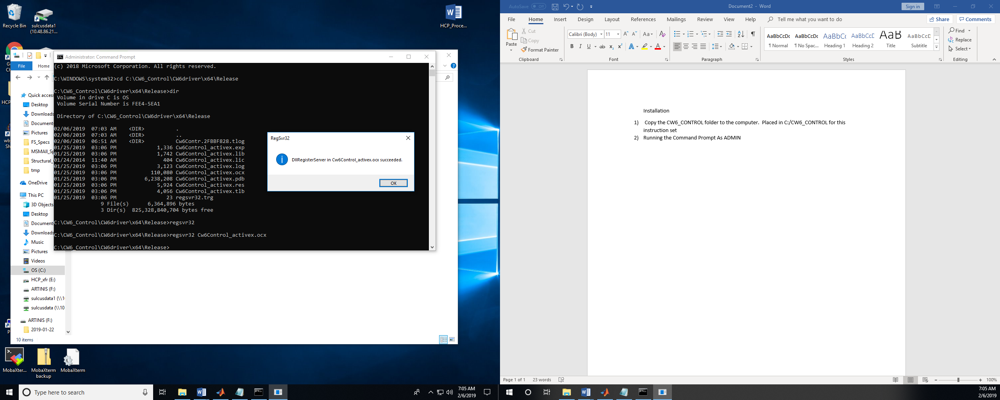 Recycle Bin
sulcusdata1
(10.48.86.21...
HCP_Proce...
File
Home
Quick access
Desktop
Downloads
Documents
Pictures
FS_Specs
MSMAll_Sp
Structural_
tmp
OneDrive
This PC
3D Objects
Desktop
Documents
Downloads
Music
Pictures
Videos
OS (C:)
HCP_xfr (E:)
ARTINIS (F:)
sulcusdata1 (\\10
sulcusdata (\\10
ARTINIS (F:)
2019-01-22
10 items
Administrator: Command Prompt
(c) 2018 Microsoft Corporation. All rights reserved.
C:\WINDOWS\system32>cd C:\CW6_Control\CW6driver\x64\Release
C:\CW6_Control\CW6driver\x64\Release>dir
Volume in drive C is OS
Volume Serial Number is FEE4-5EA1
Directory of C:\CW6_Control\CW6driver\x64\Release
02/06/2019 07:03 AM <DIR> .
02/06/2019 07:03 AM <DIR> ..
02/06/2019 06:51 AM <DIR> Cw6Contr.2FBBF828.tlog
01/25/2019 03:06 PM 1,336 Cw6Control_activex.exp
01/25/2019 03:06 PM 1,742 Cw6Control_activex.lib
01/24/2014 11:40 AM 404 Cw6Control_activex.lic
01/25/2019 03:06 PM 3,123 Cw6Control_activex.log
01/25/2019 03:06 PM 110,080 Cw6Control_activex.ocx
01/25/2019 03:06 PM 6,238,208 Cw6Control_activex.pdb
01/25/2019 03:06 PM 5,924 Cw6Control_activex.res
01/25/2019 03:06 PM 4,056 Cw6Control_activex.tlb
01/25/2019 03:06 PM 23 regsvr32.trg
9 File(s) 6,364,896 bytes
3 Dir(s) 825,328,840,704 bytes free
C:\CW6_Control\CW6driver\x64\Release>regsvr32
C:\CW6_Control\CW6driver\x64\Release>regsvr32 Cw6Control_activex.ocx
C:\CW6_Control\CW6driver\x64\Release>
RegSvr32
DllRegisterServer in Cw6Control_activex.ocx succeeded.
OK
MobaXter...
MobaXterm
backup
MobaXterm
Type here to search
7:05 AM
2/6/2019
AutoSave Off
Document2 - Word
Sign in
File Home Insert Design Layout References Mailings Review View Help Tell me what you want to do Share Comments
Paste
Cut
Copy
Format Painter
Clipboard
Calibri (Body) 11
Font
Paragraph
AaBbCcDc AaBbCcDc AaBbCc AaBbCcD AaB AaBbCcD
¶ Normal ¶ No Spac... Heading 1 Heading 2 Title Subtitle
Styles
Find
Replace
Select
Editing
Installation
1) Copy the CW6_CONTROL folder to the computer. Placed in C:/CW6_CONTROL for this
instruction set
2) Running the Command Prompt As ADMIN
Page 1 of 1 23 words
100%
7:05 AM
2/6/2019